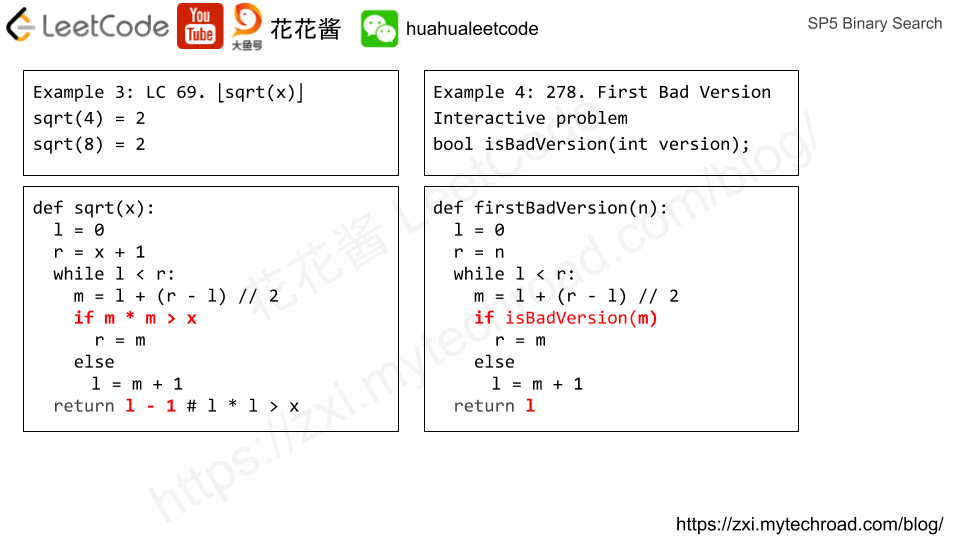 LeetCode You Tube 大鱼号 花花酱 huahualeetcode
SP5 Binary Search
Example 3: LC 69. ⌊sqrt(x)⌋
sqrt(4) = 2
sqrt(8) = 2
Example 4: 278. First Bad Version
Interactive problem
bool isBadVersion(int version);
def sqrt(x):
  l = 0
  r = x + 1
  while l < r:
    m = l + (r - l) // 2
    if m * m > x
      r = m
    else
      l = m + 1
  return l - 1 # l * l > x
def firstBadVersion(n):
  l = 0
  r = n
  while l < r:
    m = l + (r - l) // 2
    if isBadVersion(m)
      r = m
    else
      l = m + 1
  return l
花花酱 LeetCode
https://zxi.mytechroad.com/blog/
https://zxi.mytechroad.com/blog/